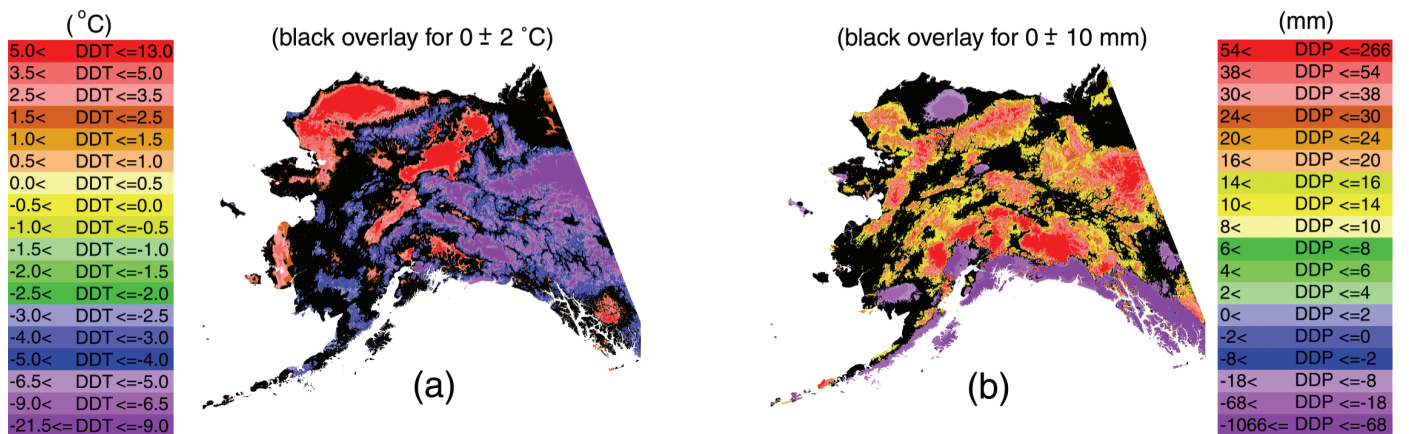 (°C)
(black overlay for 0 ± 2 °C)
5.0< DDT <=13.0
3.5< DDT <=5.0
2.5< DDT <=3.5
1.5< DDT <=2.5
1.0< DDT <=1.5
0.5< DDT <=1.0
0.0< DDT <=0.5
-0.5< DDT <=0.0
-1.0< DDT <=-0.5
-1.5< DDT <=-1.0
-2.0< DDT <=-1.5
-2.5< DDT <=-2.0
-3.0< DDT <=-2.5
-4.0< DDT <=-3.0
-5.0< DDT <=-4.0
-6.5< DDT <=-5.0
-9.0< DDT <=-6.5
-21.5<= DDT <=-9.0
(a)
(black overlay for 0 ± 10 mm)
(mm)
54< DDP <=266
38< DDP <=54
30< DDP <=38
24< DDP <=30
20< DDP <=24
16< DDP <=20
14< DDP <=16
10< DDP <=14
8< DDP <=10
6< DDP <=8
4< DDP <=6
2< DDP <=4
0< DDP <=2
-2< DDP <=0
-8< DDP <=-2
-18< DDP <=-8
-68< DDP <=-18
-1066<= DDP <=-68
(b)